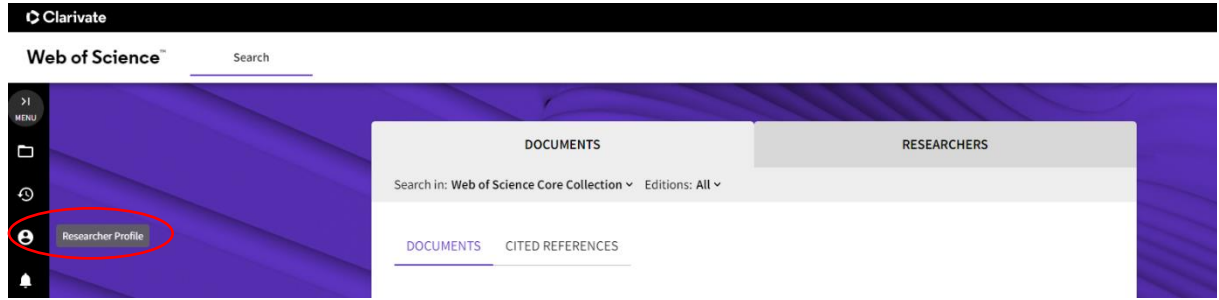 Clarivate
Web of Science™ Search
MENU
DOCUMENTS RESEARCHERS
Search in: Web of Science Core Collection Editions: All
Researcher Profile
DOCUMENTS CITED REFERENCES